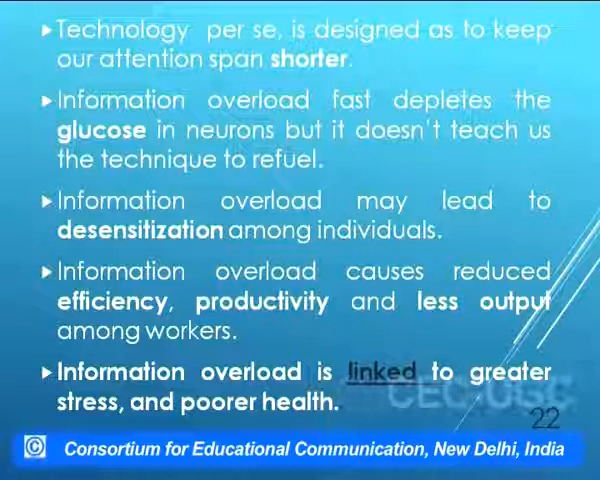 Technology per se, is designed as to keep
our attention span shorter.
Information overload fast depletes the
glucose in neurons but it doesn't teach us
the technique to refuel.
Information overload may lead to
desensitization among individuals.
Information overload causes reduced
efficiency, productivity and less output
among workers.
Information overload is linked to greater
stress, and poorer health.
CEC-UGC
22
© Consortium for Educational Communication, New Delhi, India